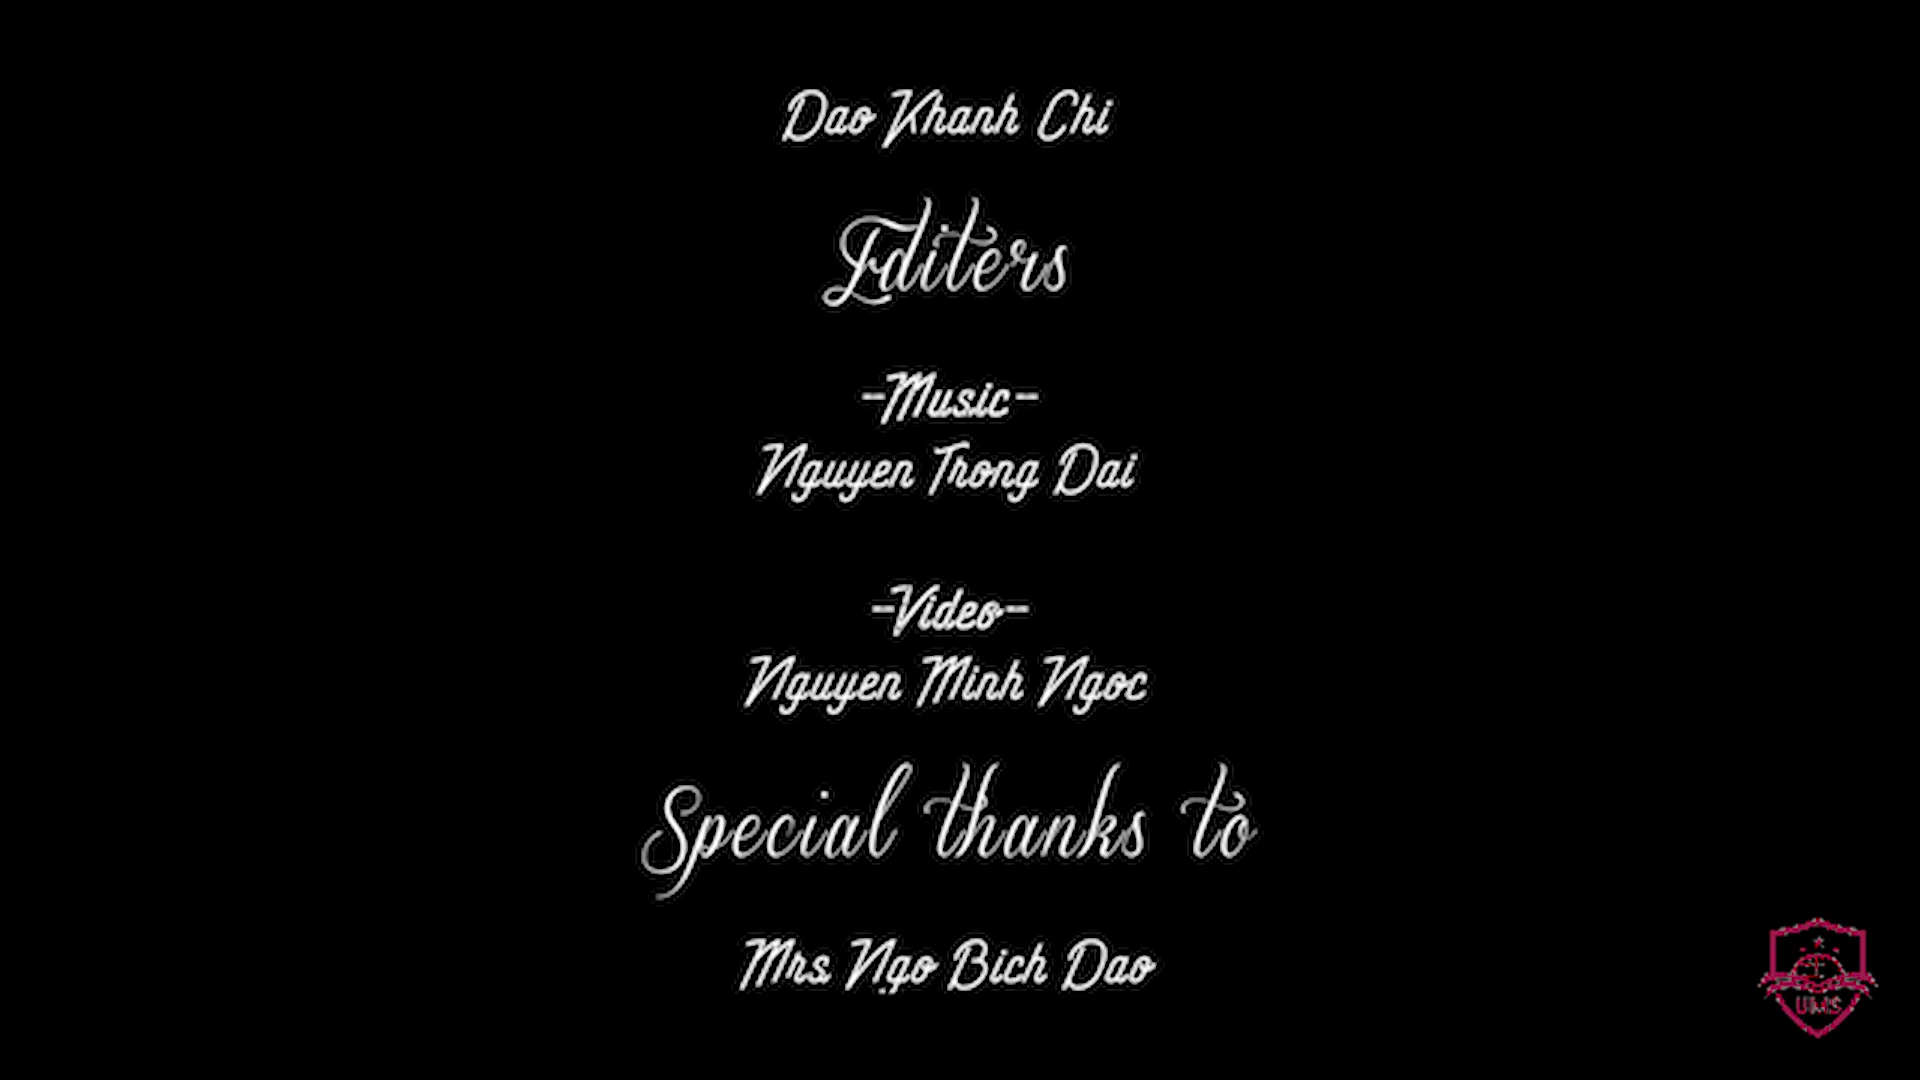 Dao Khanh Chi
Editers
-Music-
Nguyen Trong Dai
-Video-
Nguyen Minh Ngoc
Special thanks to
Mrs Ngo Bich Dao
UMS